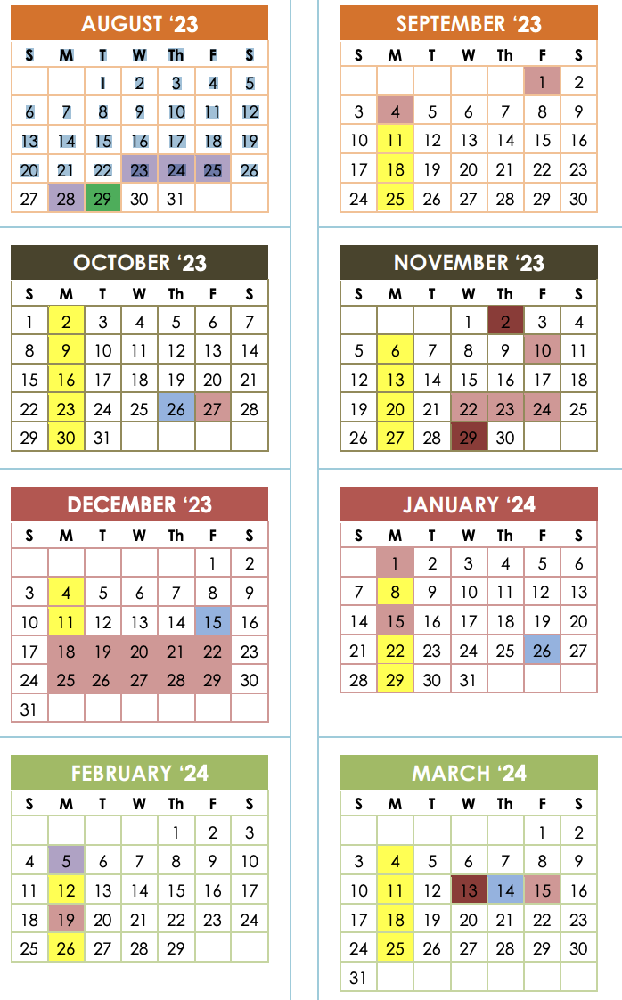 AUGUST ‘23
S M T W Th F S
1 2 3 4 5
6 7 8 9 10 11 12
13 14 15 16 17 18 19
20 21 22 23 24 25 26
27 28 29 30 31
SEPTEMBER ‘23
S M T W Th F S
1 2
3 4 5 6 7 8 9
10 11 12 13 14 15 16
17 18 19 20 21 22 23
24 25 26 27 28 29 30
OCTOBER ‘23
S M T W Th F S
1 2 3 4 5 6 7
8 9 10 11 12 13 14
15 16 17 18 19 20 21
22 23 24 25 26 27 28
29 30 31
NOVEMBER ‘23
S M T W Th F S
1 2 3 4
5 6 7 8 9 10 11
12 13 14 15 16 17 18
19 20 21 22 23 24 25
26 27 28 29 30
DECEMBER ‘23
S M T W Th F S
1 2
3 4 5 6 7 8 9
10 11 12 13 14 15 16
17 18 19 20 21 22 23
24 25 26 27 28 29 30
31
JANUARY ‘24
S M T W Th F S
1 2 3 4 5 6
7 8 9 10 11 12 13
14 15 16 17 18 19 20
21 22 23 24 25 26 27
28 29 30 31
FEBRUARY ‘24
S M T W Th F S
1 2 3
4 5 6 7 8 9 10
11 12 13 14 15 16 17
18 19 20 21 22 23 24
25 26 27 28 29
MARCH ‘24
S M T W Th F S
1 2
3 4 5 6 7 8 9
10 11 12 13 14 15 16
17 18 19 20 21 22 23
24 25 26 27 28 29 30
31